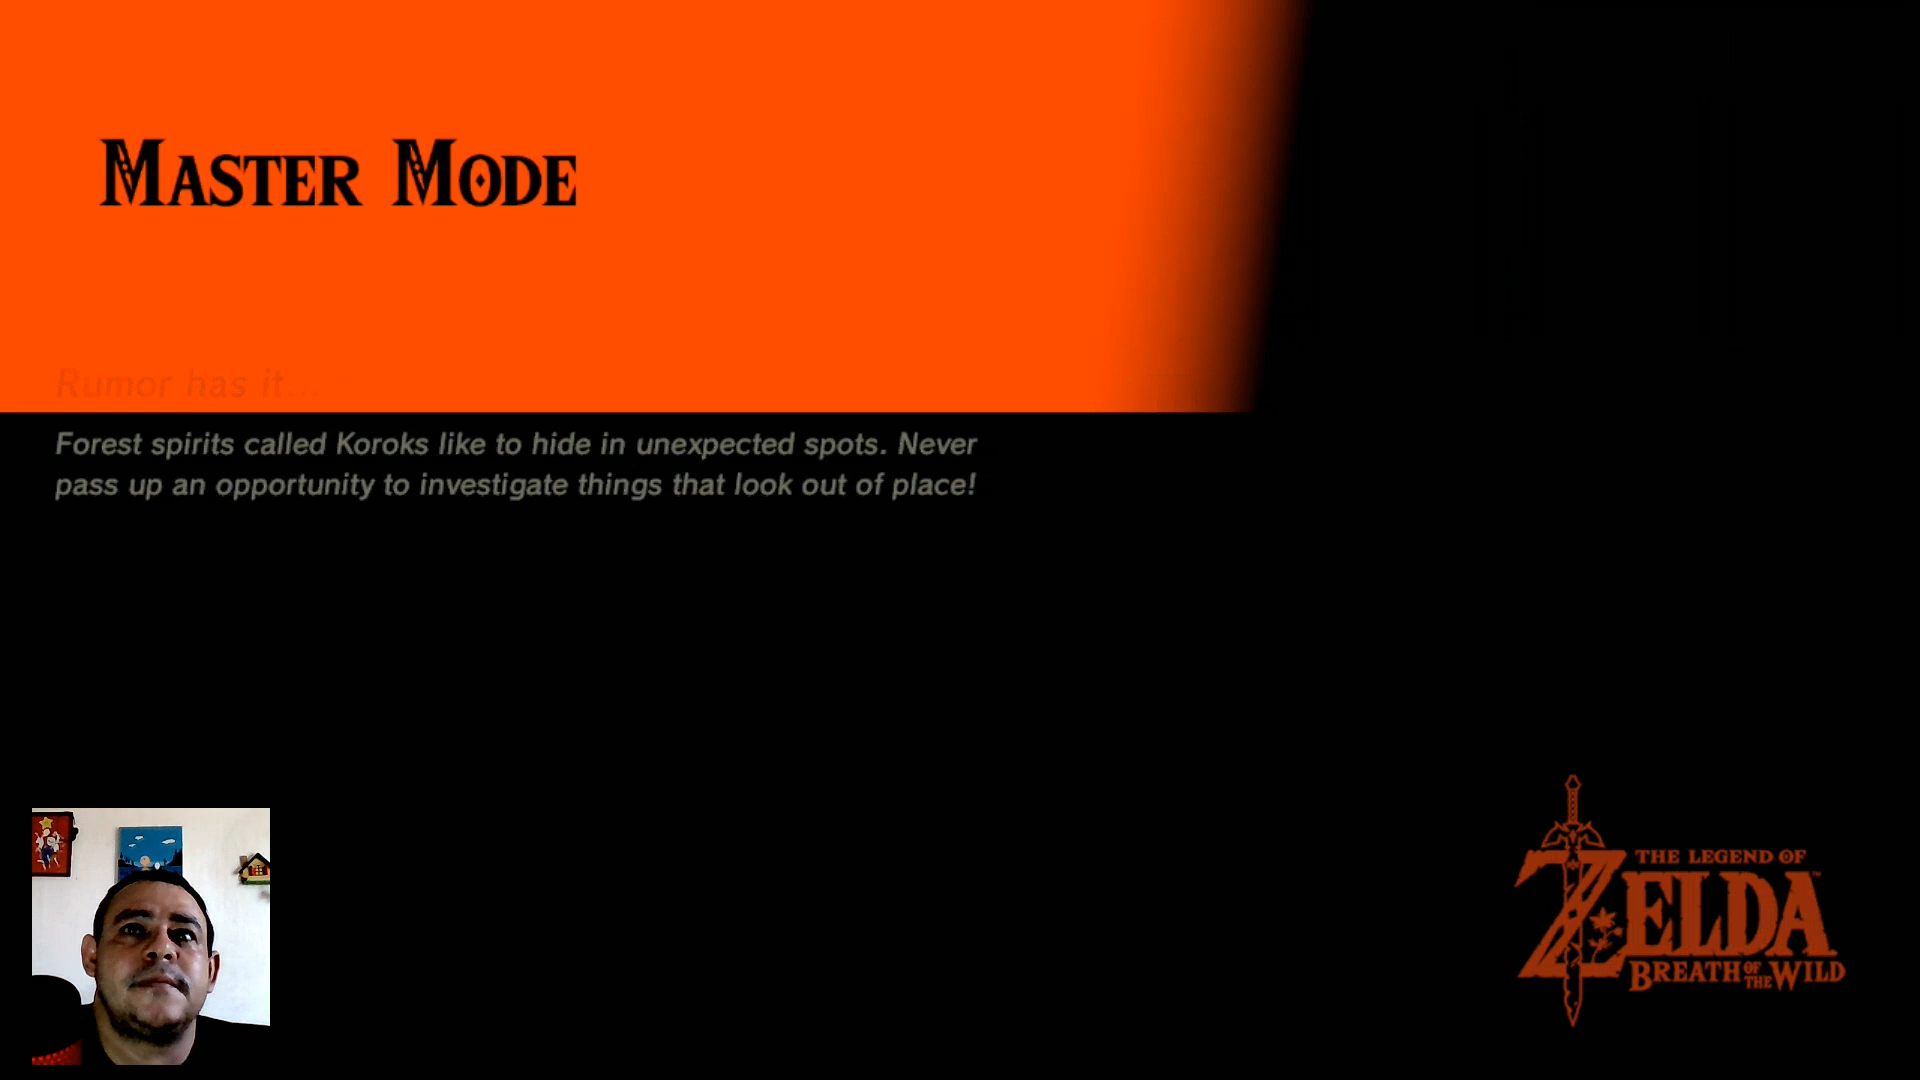 MASTER MODE
Rumor has it...
Forest spirits called Koroks like to hide in unexpected spots. Never
pass up an opportunity to investigate things that look out of place!
THE LEGEND OF
ZELDA™
BREATH OF THE WILD